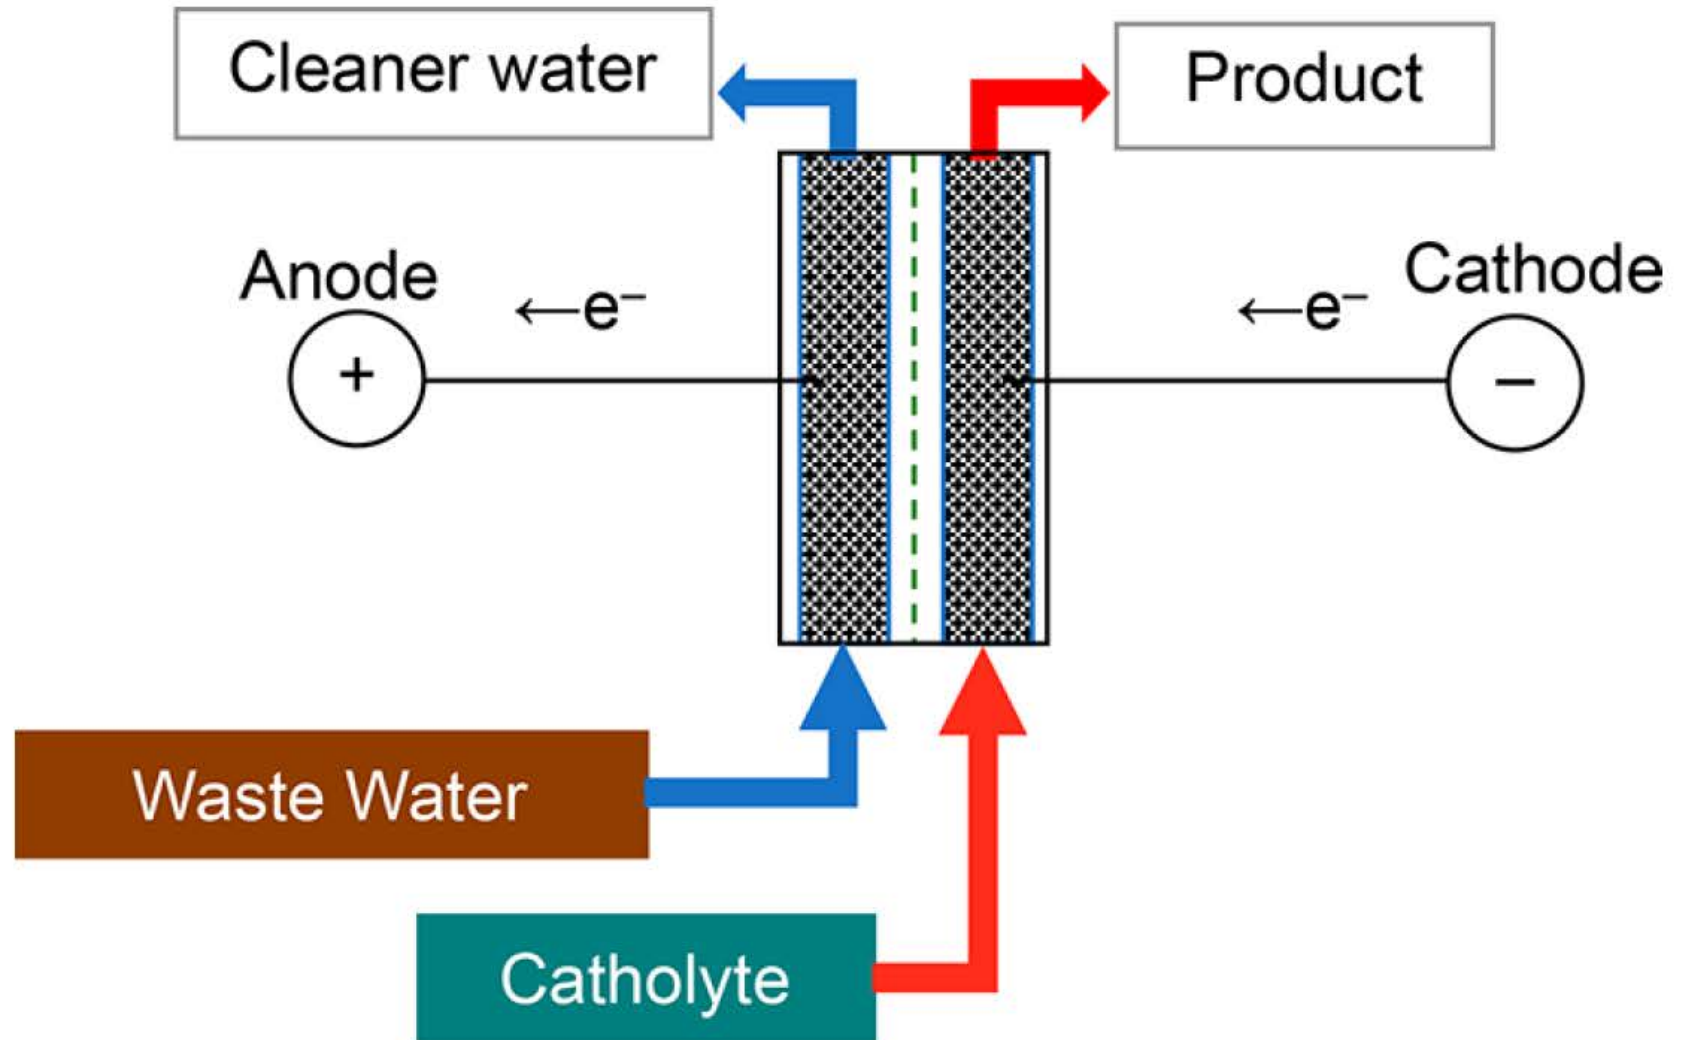 Cleaner water
Product
Anode
←e⁻
←e⁻
Cathode
+
−
Waste Water
Catholyte